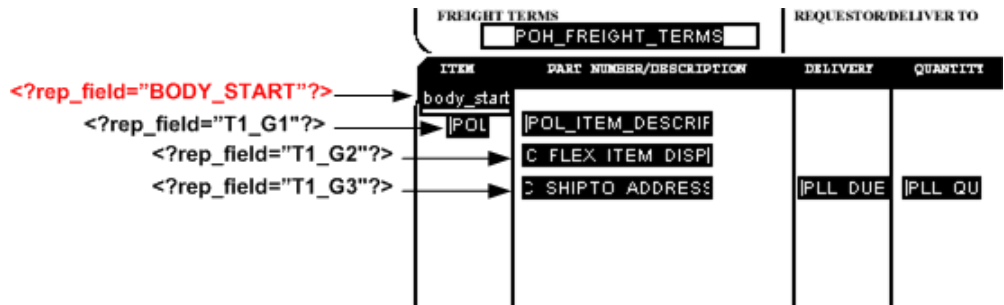 FREIGHT TERMS REQUESTOR/DELIVER TO
POH_FREIGHT_TERMS
ITEM PART NUMBER/DESCRIPTION DELIVERY QUANTITY
<?rep_field="BODY_START"?> body_start
<?rep_field="T1_G1"?> POL POL_ITEM_DESCRIF
<?rep_field="T1_G2"?> C FLEX ITEM DISP
<?rep_field="T1_G3"?> C SHIPTO ADDRESS PLL DUE PLL QU